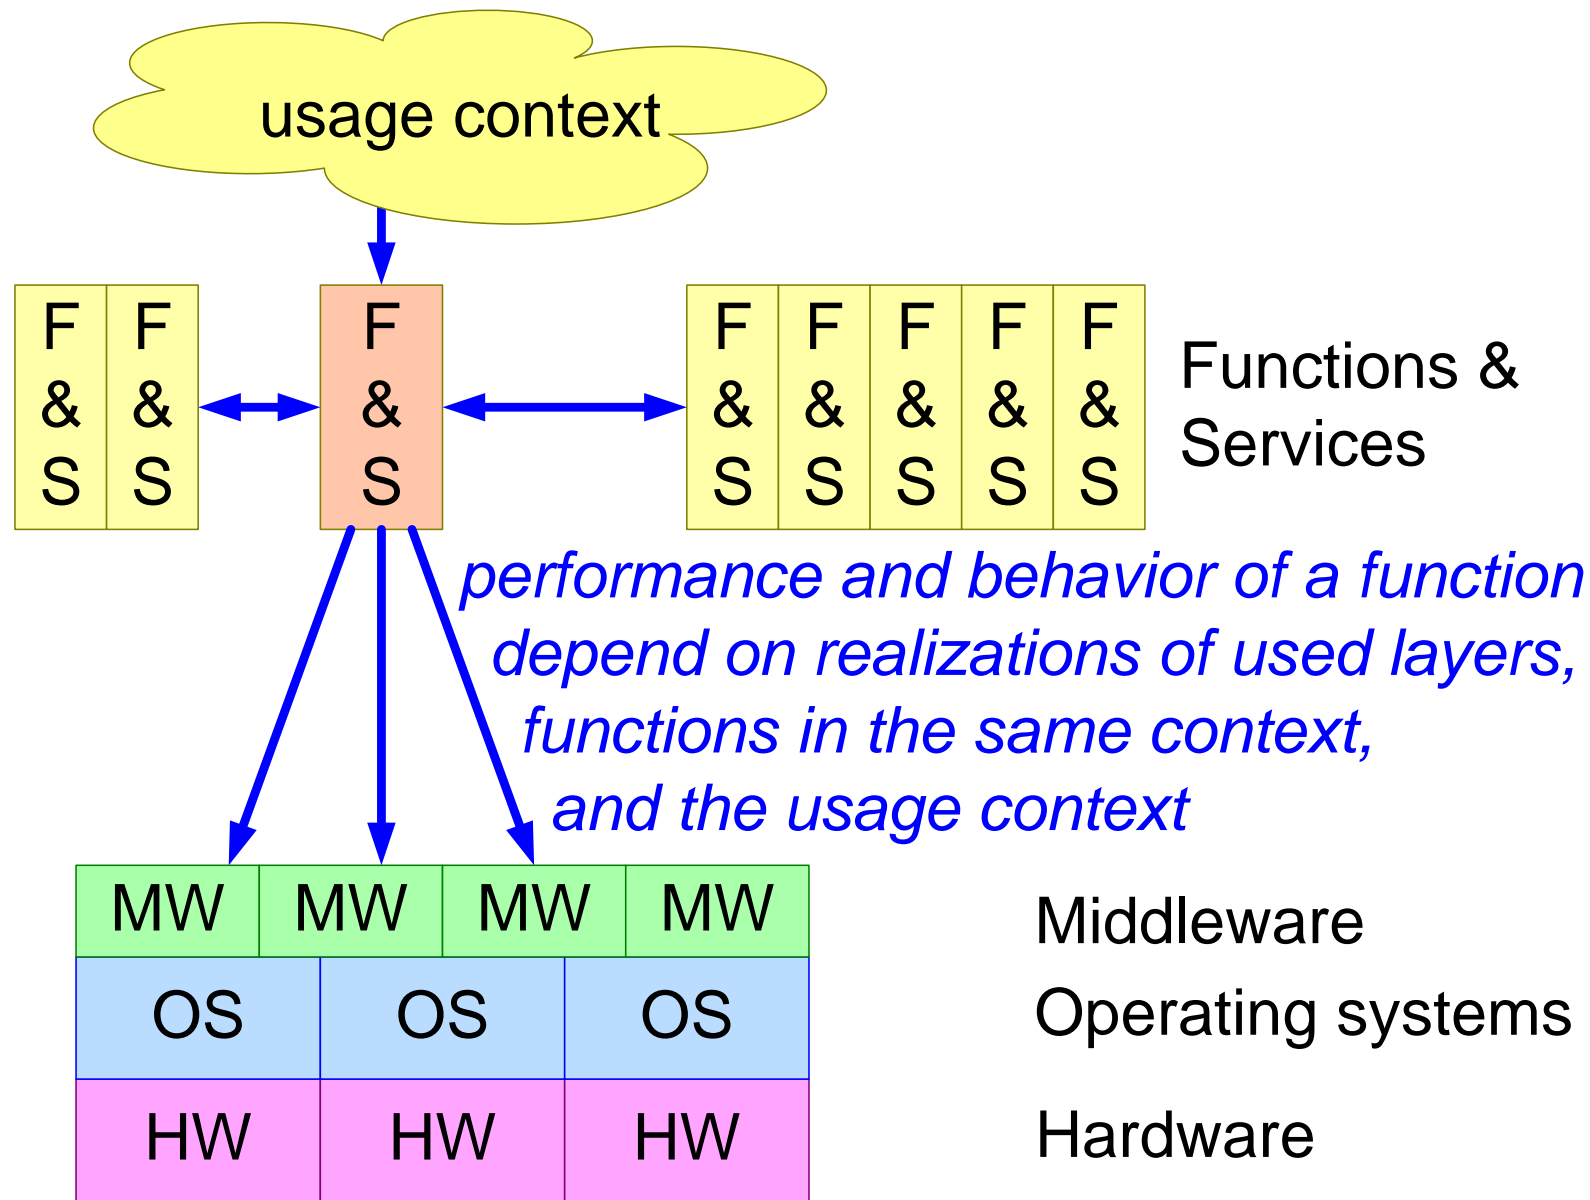 usage context
F F F F F F F F
& & & & & & & &
S S S S S S S S
Functions &
Services
performance and behavior of a function
depend on realizations of used layers,
functions in the same context,
and the usage context
MW MW MW MW
Middleware
OS OS OS
Operating systems
HW HW HW
Hardware